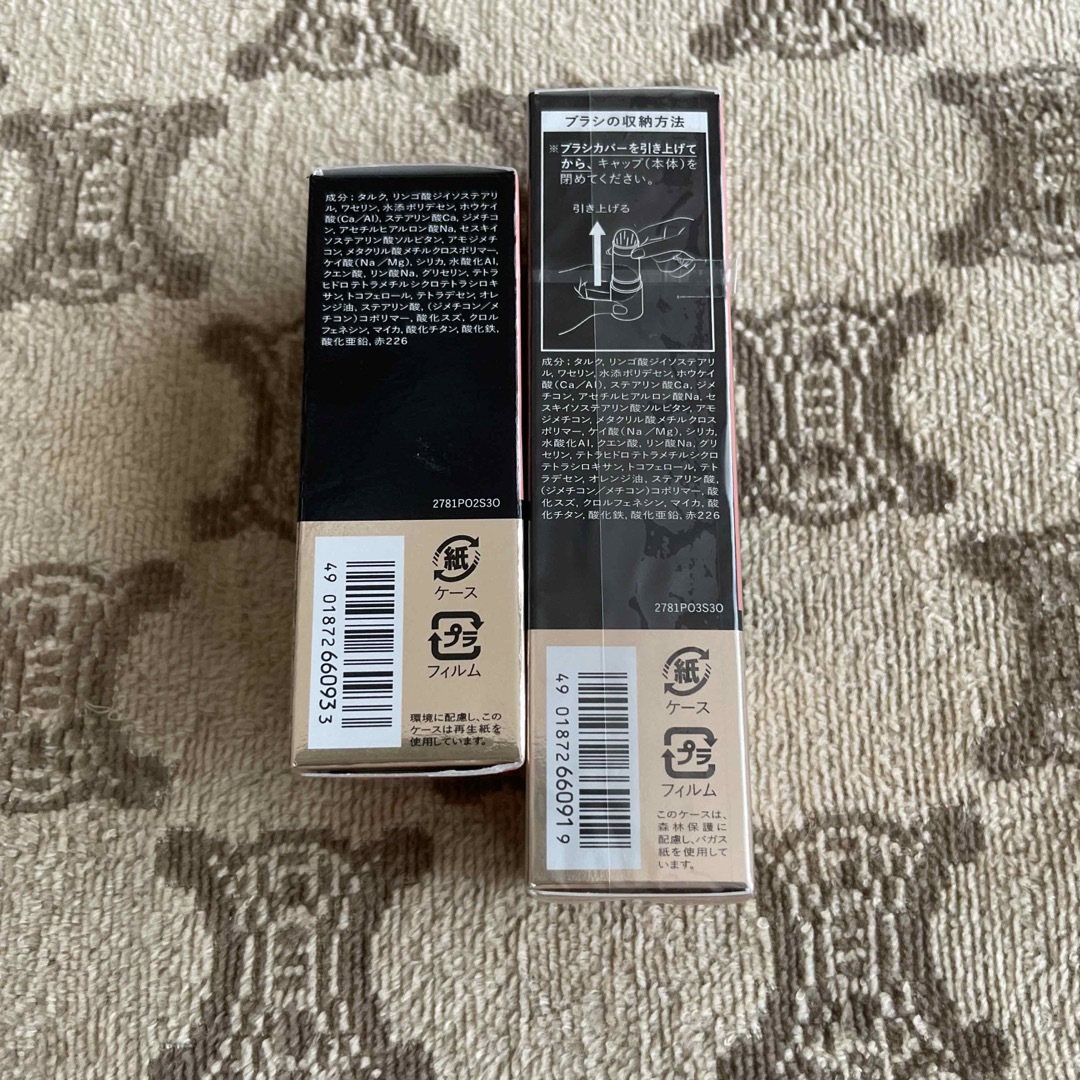 成分；タルク, リンゴ酸ジイソステアリ
ル, ワセリン, 水添ポリデセン, ホウケイ
酸(Ca／Al), ステアリン酸Ca, ジメチコ
ン, アセチルヒアルロン酸Na, セスキイ
ソステアリン酸ソルビタン, アモジメチ
コン, メタクリル酸メチルクロスポリマー,
ケイ酸(Na／Mg), シリカ, 水酸化Al,
クエン酸, リン酸Na, グリセリン, テトラ
ヒドロテトラメチルシクロテトラシロキ
サン, トコフェロール, テトラデセン, オレ
ンジ油, ステアリン酸, (ジメチコン／メ
チコン)コポリマー, 酸化スズ, クロル
フェネシン, マイカ, 酸化チタン, 酸化鉄,
酸化亜鉛, 赤226
2781PO2S3O
紙
ケース
プラ
フィルム
環境に配慮し、この
ケースは再生紙を
使用しています。
49 01872 66093 3
ブラシの収納方法
※ブラシカバーを引き上げて
から、キャップ(本体)を
閉めてください。
引き上げる
成分；タルク, リンゴ酸ジイソステアリ
ル, ワセリン, 水添ポリデセン, ホウケイ
酸(Ca／Al), ステアリン酸Ca, ジメ
チコン, アセチルヒアルロン酸Na, セ
スキイソステアリン酸ソルビタン, アモ
ジメチコン, メタクリル酸メチルクロス
ポリマー, ケイ酸(Na／Mg), シリカ,
水酸化Al, クエン酸, リン酸Na, グリ
セリン, テトラヒドロテトラメチルシクロ
テトラシロキサン, トコフェロール, テト
ラデセン, オレンジ油, ステアリン酸,
(ジメチコン／メチコン)コポリマー, 酸
化スズ, クロルフェネシン, マイカ, 酸
化チタン, 酸化鉄, 酸化亜鉛, 赤226
2781PO3S3O
紙
ケース
プラ
フィルム
このケースは、
森林保護に
配慮し、バガス
紙を使用して
います。
49 01872 66091 9